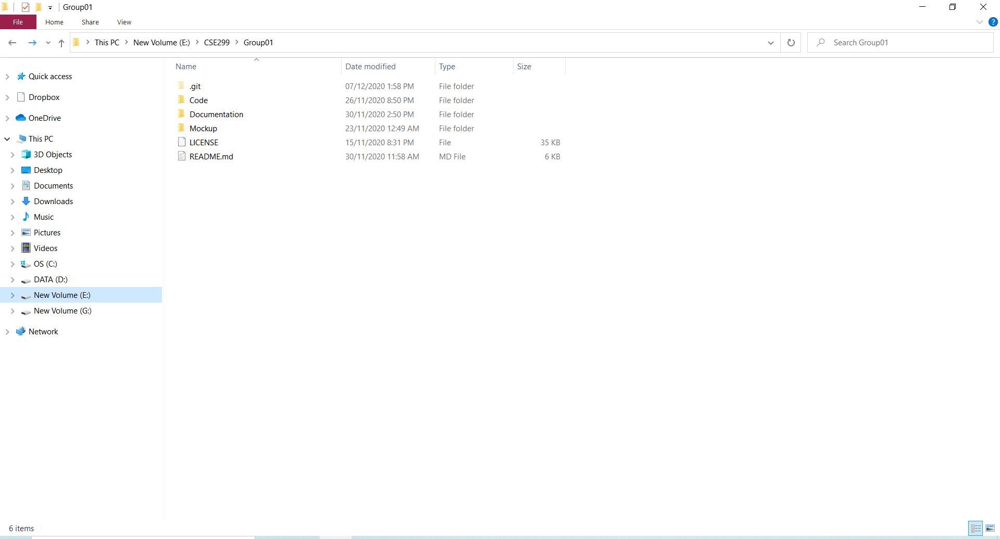 Group01
File Home Share View
?
This PC New Volume (E:) CSE299 Group01 Search Group01
Name Date modified Type Size
Quick access
Dropbox
OneDrive
This PC
3D Objects
Desktop
Documents
Downloads
Music
Pictures
Videos
OS (C:)
DATA (D:)
New Volume (E:)
New Volume (G:)
Network
.git 07/12/2020 1:58 PM File folder
Code 26/11/2020 8:50 PM File folder
Documentation 30/11/2020 2:50 PM File folder
Mockup 23/11/2020 12:49 AM File folder
LICENSE 15/11/2020 8:31 PM File 35 KB
README.md 30/11/2020 11:58 AM MD File 6 KB
6 items